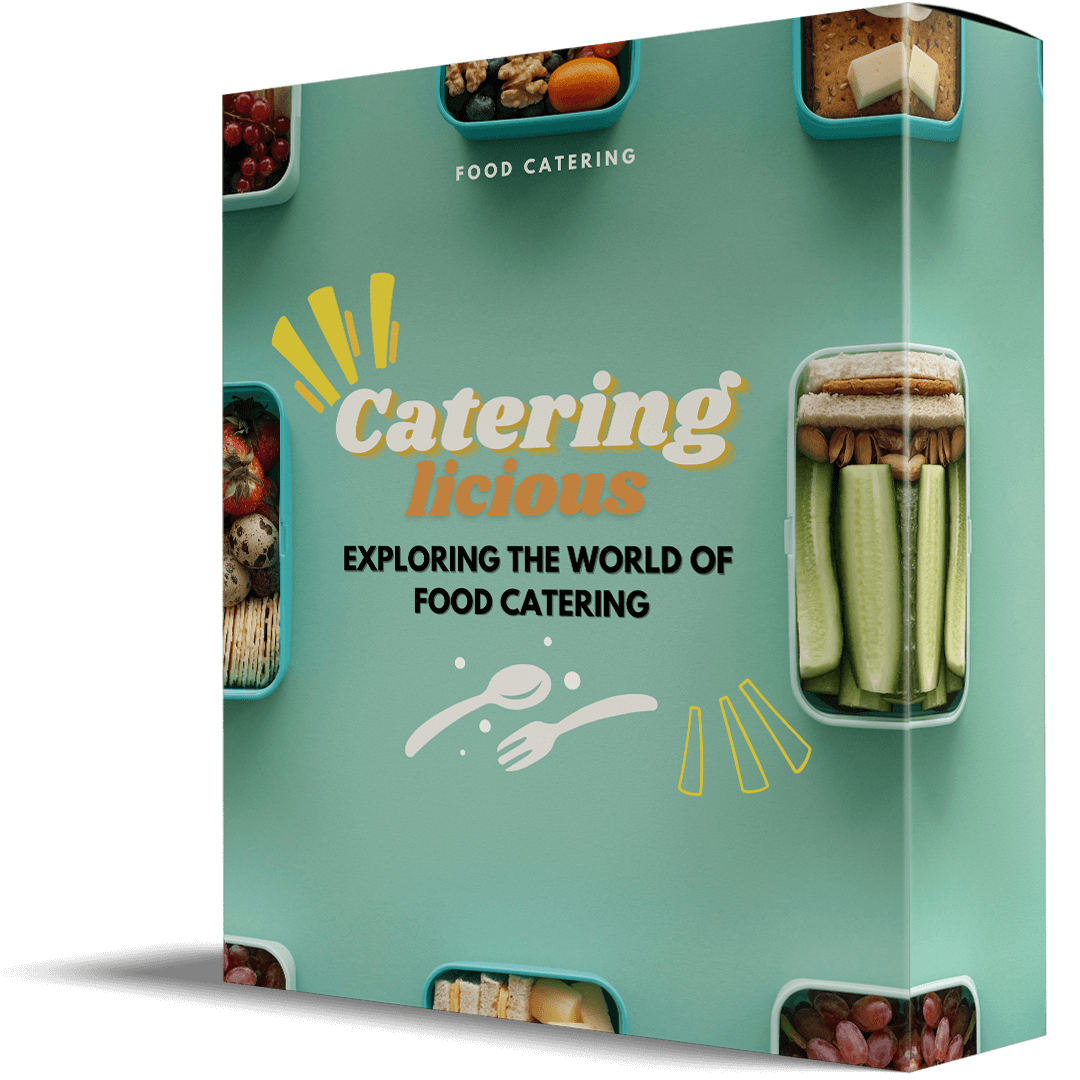 FOOD CATERING
Catering
licious
EXPLORING THE WORLD OF
FOOD CATERING